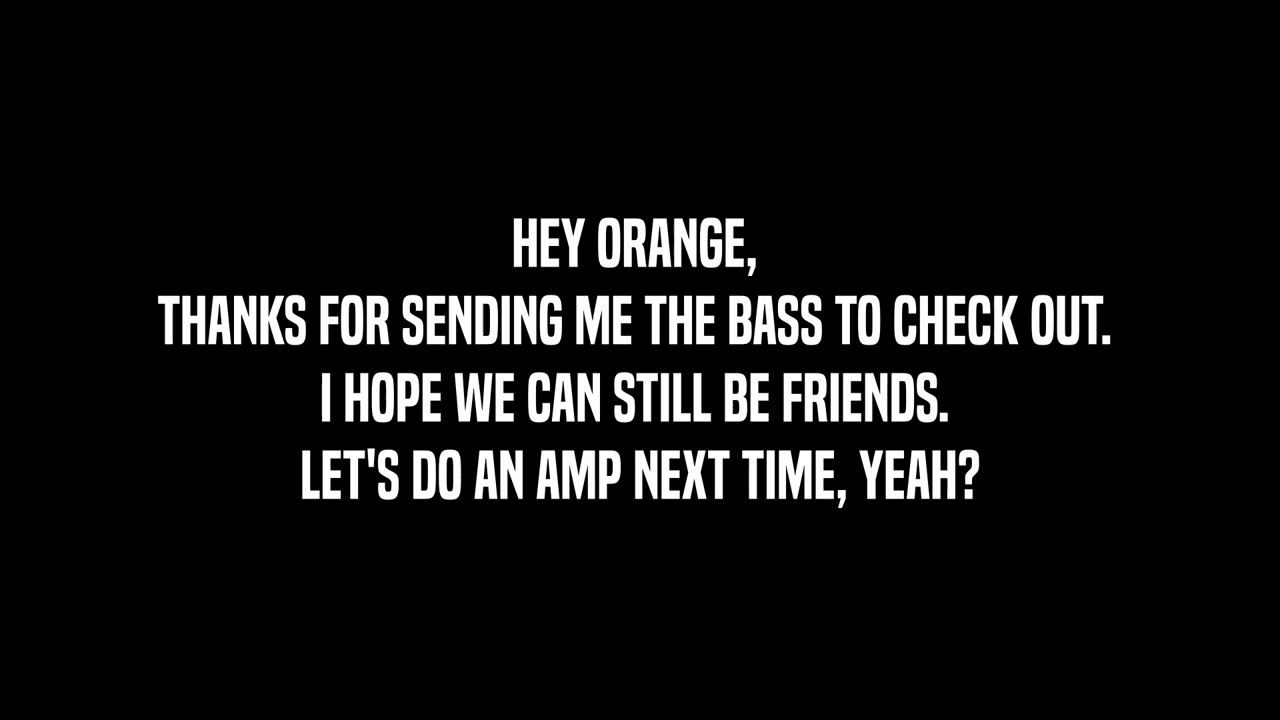 HEY ORANGE,
THANKS FOR SENDING ME THE BASS TO CHECK OUT.
I HOPE WE CAN STILL BE FRIENDS.
LET'S DO AN AMP NEXT TIME, YEAH?